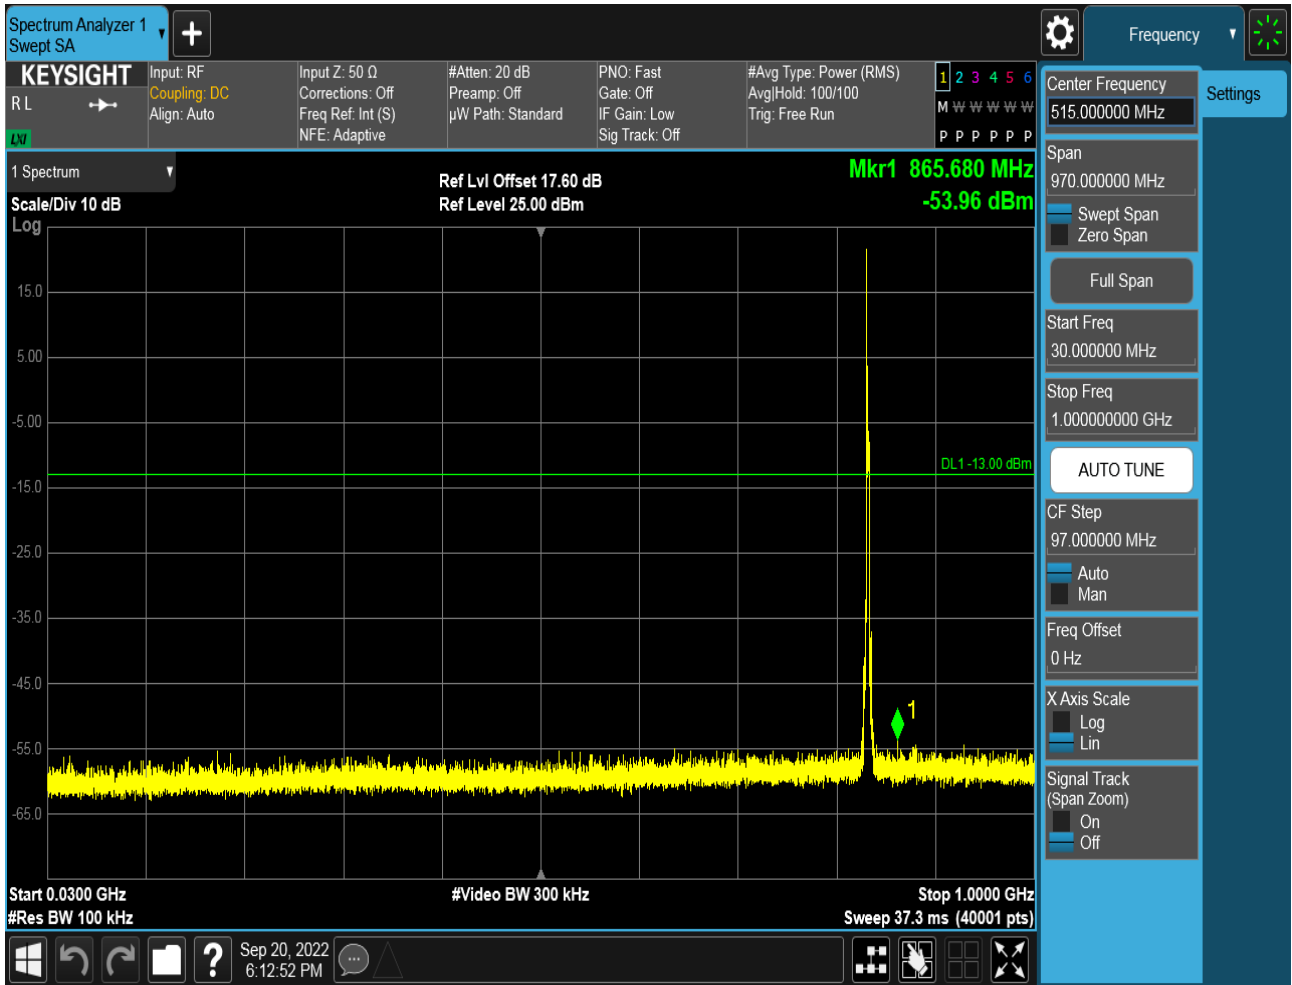 Spectrum Analyzer 1
Swept SA
Frequency
KEYSIGHT
R L
LXI
Input: RF
Coupling: DC
Align: Auto
Input Z: 50 Ω
Corrections: Off
Freq Ref: Int (S)
NFE: Adaptive
#Atten: 20 dB
Preamp: Off
µW Path: Standard
PNO: Fast
Gate: Off
IF Gain: Low
Sig Track: Off
#Avg Type: Power (RMS)
Avg|Hold: 100/100
Trig: Free Run
1 2 3 4 5 6
M W W W W W
P P P P P P
1 Spectrum
Scale/Div 10 dB
Log
Ref Lvl Offset 17.60 dB
Ref Level 25.00 dBm
Mkr1 865.680 MHz
-53.96 dBm
15.0
5.00
-5.00
-15.0
-25.0
-35.0
-45.0
-55.0
-65.0
DL1 -13.00 dBm
1
Start 0.0300 GHz
#Res BW 100 kHz
#Video BW 300 kHz
Stop 1.0000 GHz
Sweep 37.3 ms (40001 pts)
Center Frequency
515.000000 MHz
Settings
Span
970.000000 MHz
Swept Span
Zero Span
Full Span
Start Freq
30.000000 MHz
Stop Freq
1.000000000 GHz
AUTO TUNE
CF Step
97.000000 MHz
Auto
Man
Freq Offset
0 Hz
X Axis Scale
Log
Lin
Signal Track
(Span Zoom)
On
Off
?
Sep 20, 2022
6:12:52 PM